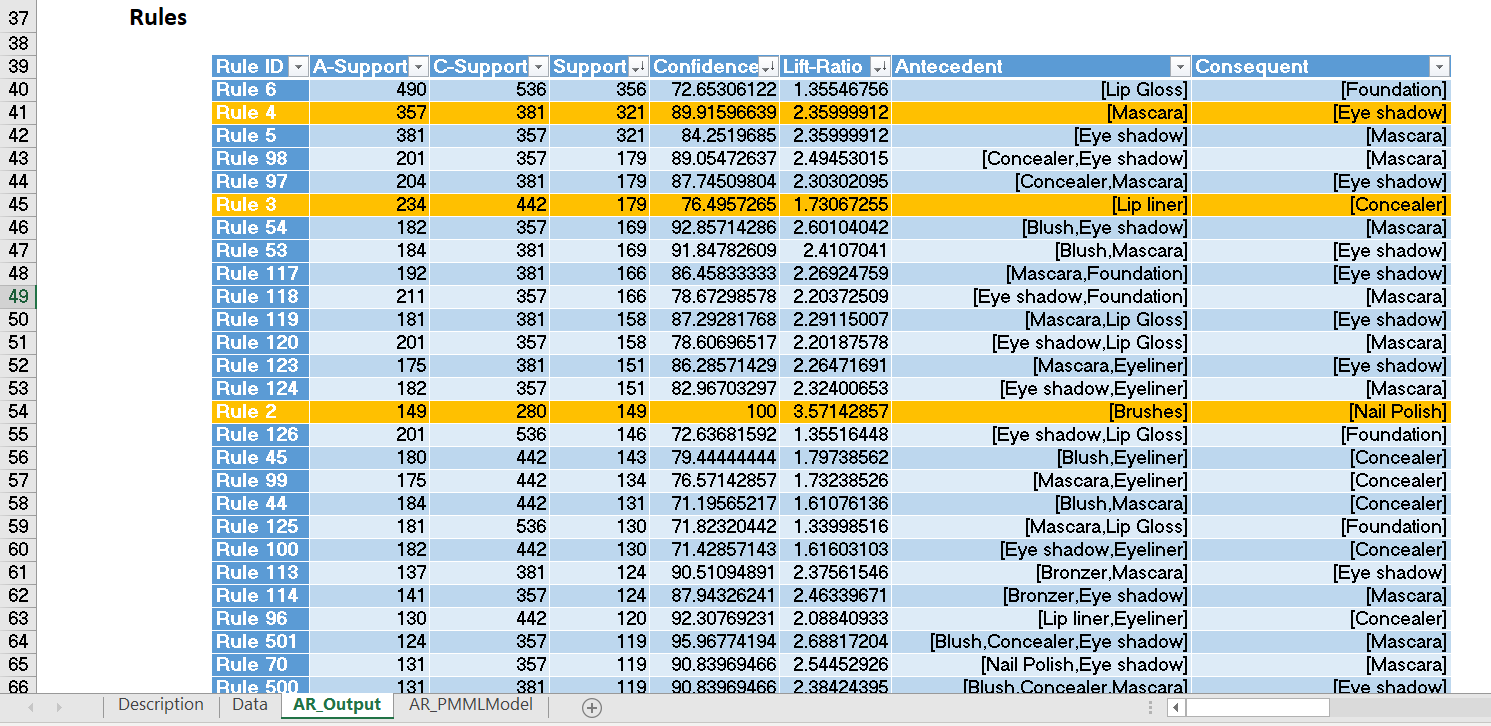 37 Rules
38
39 Rule ID A-Support C-Support Support Confidence Lift-Ratio Antecedent Consequent
40 Rule 6 490 536 356 72.65306122 1.35546756 [Lip Gloss] [Foundation]
41 Rule 4 357 381 321 89.91596639 2.35999912 [Mascara] [Eye shadow]
42 Rule 5 381 357 321 84.2519685 2.35999912 [Eye shadow] [Mascara]
43 Rule 98 201 357 179 89.05472637 2.49453015 [Concealer,Eye shadow] [Mascara]
44 Rule 97 204 381 179 87.74509804 2.30302095 [Concealer,Mascara] [Eye shadow]
45 Rule 3 234 442 179 76.4957265 1.73067255 [Lip liner] [Concealer]
46 Rule 54 182 357 169 92.85714286 2.60104042 [Blush,Eye shadow] [Mascara]
47 Rule 53 184 381 169 91.84782609 2.4107041 [Blush,Mascara] [Eye shadow]
48 Rule 117 192 381 166 86.45833333 2.26924759 [Mascara,Foundation] [Eye shadow]
49 Rule 118 211 357 166 78.67298578 2.20372509 [Eye shadow,Foundation] [Mascara]
50 Rule 119 181 381 158 87.29281768 2.29115007 [Mascara,Lip Gloss] [Eye shadow]
51 Rule 120 201 357 158 78.60696517 2.20187578 [Eye shadow,Lip Gloss] [Mascara]
52 Rule 123 175 381 151 86.28571429 2.26471691 [Mascara,Eyeliner] [Eye shadow]
53 Rule 124 182 357 151 82.96703297 2.32400653 [Eye shadow,Eyeliner] [Mascara]
54 Rule 2 149 280 149 100 3.57142857 [Brushes] [Nail Polish]
55 Rule 126 201 536 146 72.63681592 1.35516448 [Eye shadow,Lip Gloss] [Foundation]
56 Rule 45 180 442 143 79.44444444 1.79738562 [Blush,Eyeliner] [Concealer]
57 Rule 99 175 442 134 76.57142857 1.73238526 [Mascara,Eyeliner] [Concealer]
58 Rule 44 184 442 131 71.19565217 1.61076136 [Blush,Mascara] [Concealer]
59 Rule 125 181 536 130 71.82320442 1.33998516 [Mascara,Lip Gloss] [Foundation]
60 Rule 100 182 442 130 71.42857143 1.61603103 [Eye shadow,Eyeliner] [Concealer]
61 Rule 113 137 381 124 90.51094891 2.37561546 [Bronzer,Mascara] [Eye shadow]
62 Rule 114 141 357 124 87.94326241 2.46339671 [Bronzer,Eye shadow] [Mascara]
63 Rule 96 130 442 120 92.30769231 2.08840933 [Lip liner,Eyeliner] [Concealer]
64 Rule 501 124 357 119 95.96774194 2.68817204 [Blush,Concealer,Eye shadow] [Mascara]
65 Rule 70 131 357 119 90.83969466 2.54452926 [Nail Polish,Eye shadow] [Mascara]
66 Rule 500 131 381 119 90.83969466 2.38424395 [Blush,Concealer,Mascara] [Eye shadow]
Description Data AR_Output AR_PMMLModel